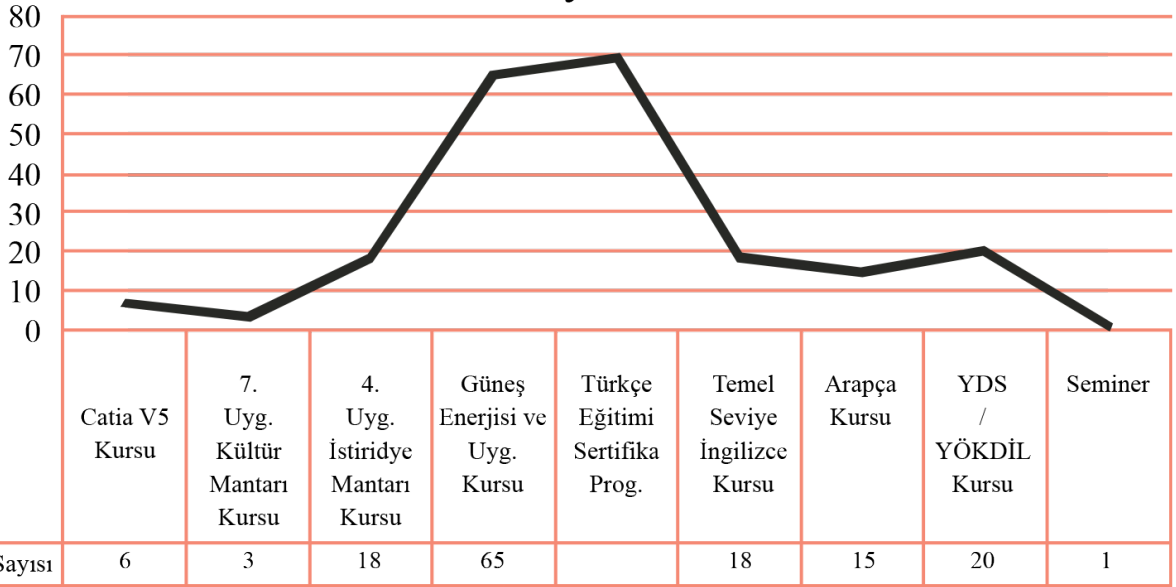 80
70
60
50
40
30
20
10
0
Catia V5
Kursu
7.
Uyg.
Kültür
Mantarı
Kursu
4.
Uyg.
İstiridye
Mantarı
Kursu
Güneş
Enerjisi ve
Uyg.
Kursu
Türkçe
Eğitimi
Sertifika
Prog.
Temel
Seviye
İngilizce
Kursu
Arapça
Kursu
YDS
/
YÖKDİL
Kursu
Seminer
Sayısı 6 3 18 65 18 15 20 1